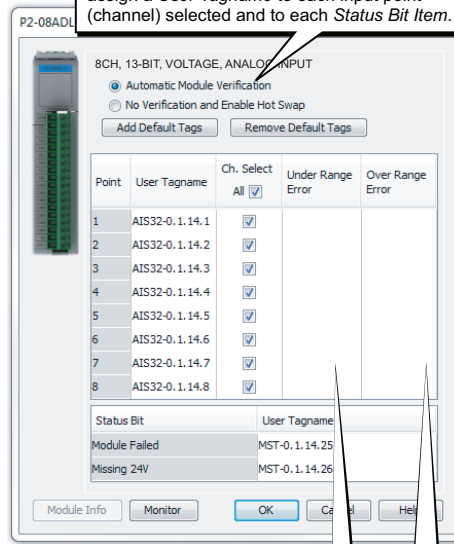 assign a User Tagname to each input point
(channel) selected and to each Status Bit Item.
P2-08ADL
8CH, 13-BIT, VOLTAGE, ANALOG INPUT
Automatic Module Verification
No Verification and Enable Hot Swap
Add Default Tags Remove Default Tags
Point User Tagname Ch. Select All Under Range Error Over Range Error
1 AIS32-0.1.14.1
2 AIS32-0.1.14.2
3 AIS32-0.1.14.3
4 AIS32-0.1.14.4
5 AIS32-0.1.14.5
6 AIS32-0.1.14.6
7 AIS32-0.1.14.7
8 AIS32-0.1.14.8
Status Bit User Tagname
Module Failed MST-0.1.14.25
Missing 24V MST-0.1.14.26
Module Info Monitor OK Cancel Help